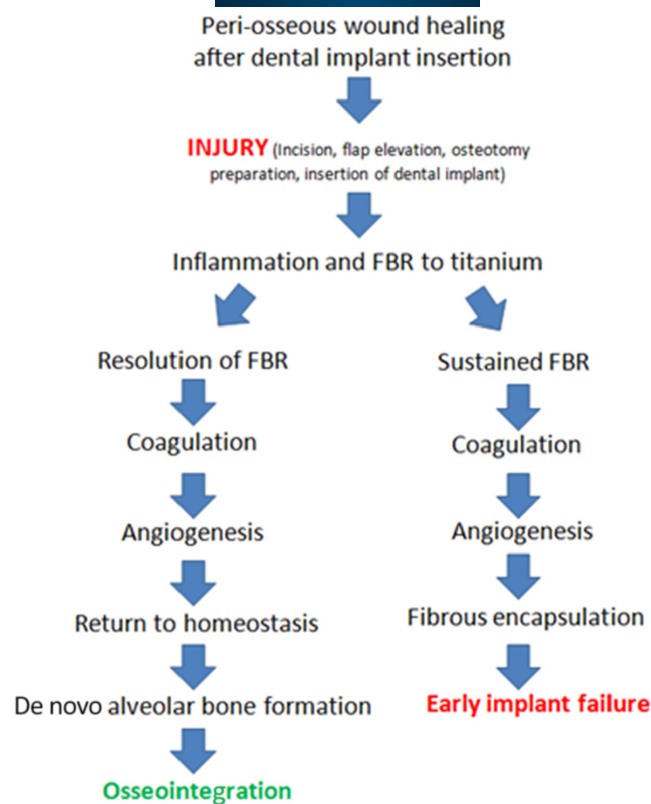 Peri-osseous wound healing
after dental implant insertion
INJURY (Incision, flap elevation, osteotomy
preparation, insertion of dental implant)
Inflammation and FBR to titanium
Resolution of FBR
Coagulation
Angiogenesis
Return to homeostasis
De novo alveolar bone formation
Osseointegration
Sustained FBR
Coagulation
Angiogenesis
Fibrous encapsulation
Early implant failure